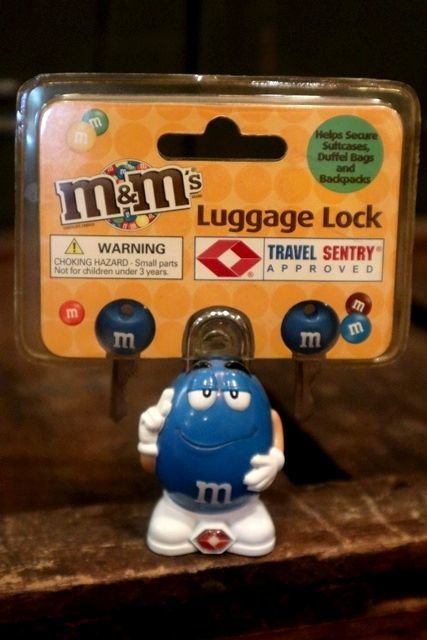 Helps Secure
Suitcases,
Duffel Bags
and
Backpacks
m&m's
Luggage Lock
WARNING
CHOKING HAZARD - Small parts
Not for children under 3 years.
TRAVEL SENTRY®
APPROVED
m
m
m
m
m
m